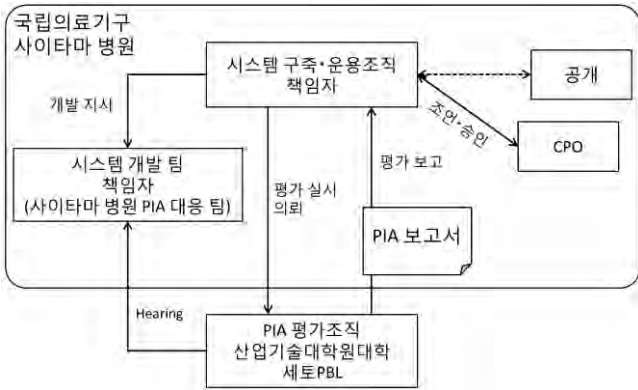 국립의료기구
사이타마 병원
시스템 구축·운용조직
책임자
공개
개발 지시
조언·승인
CPO
시스템 개발 팀
책임자
(사이타마 병원 PIA 대응 팀)
평가 실시
의뢰
평가 보고
PIA 보고서
Hearing
PIA 평가조직
산업기술대학원대학
세토PBL